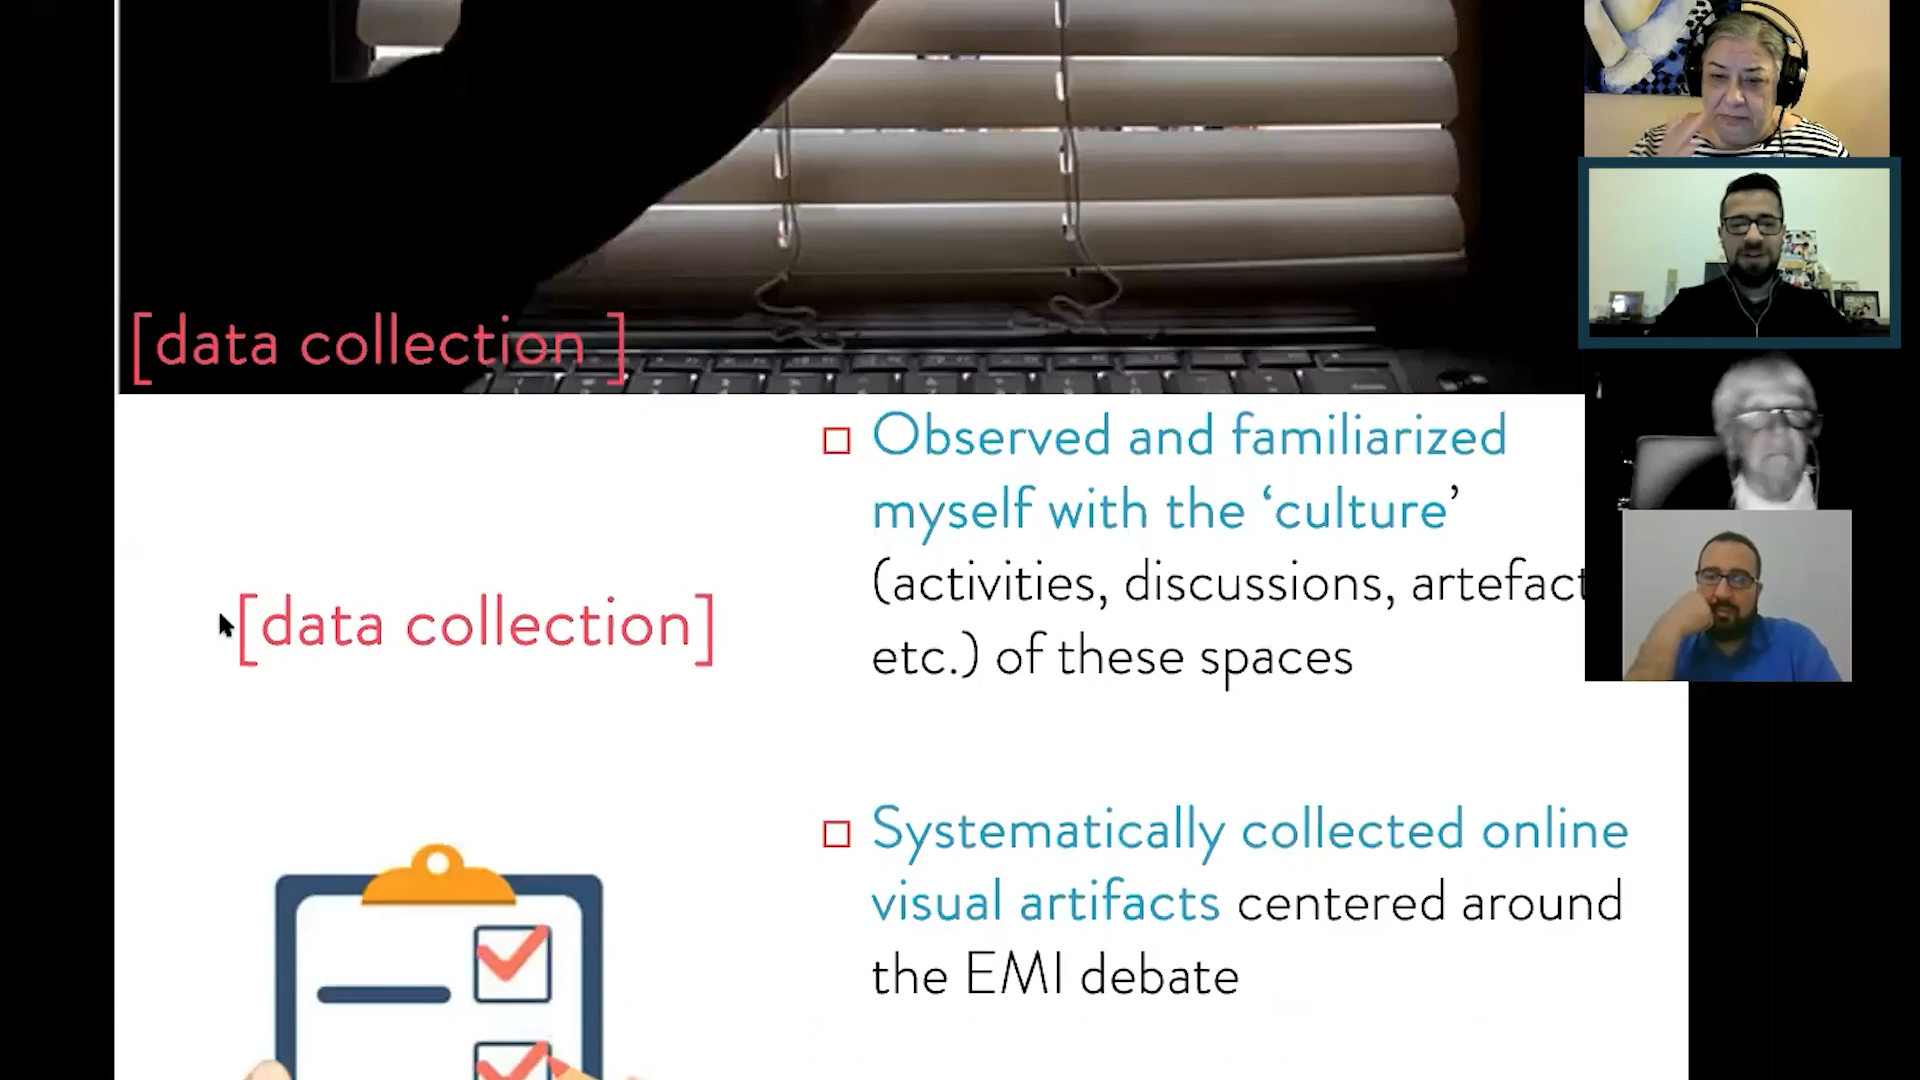 [data collection ]
[data collection]
Observed and familiarized
myself with the ‘culture’
(activities, discussions, artefact
etc.) of these spaces
Systematically collected online
visual artifacts centered around
the EMI debate